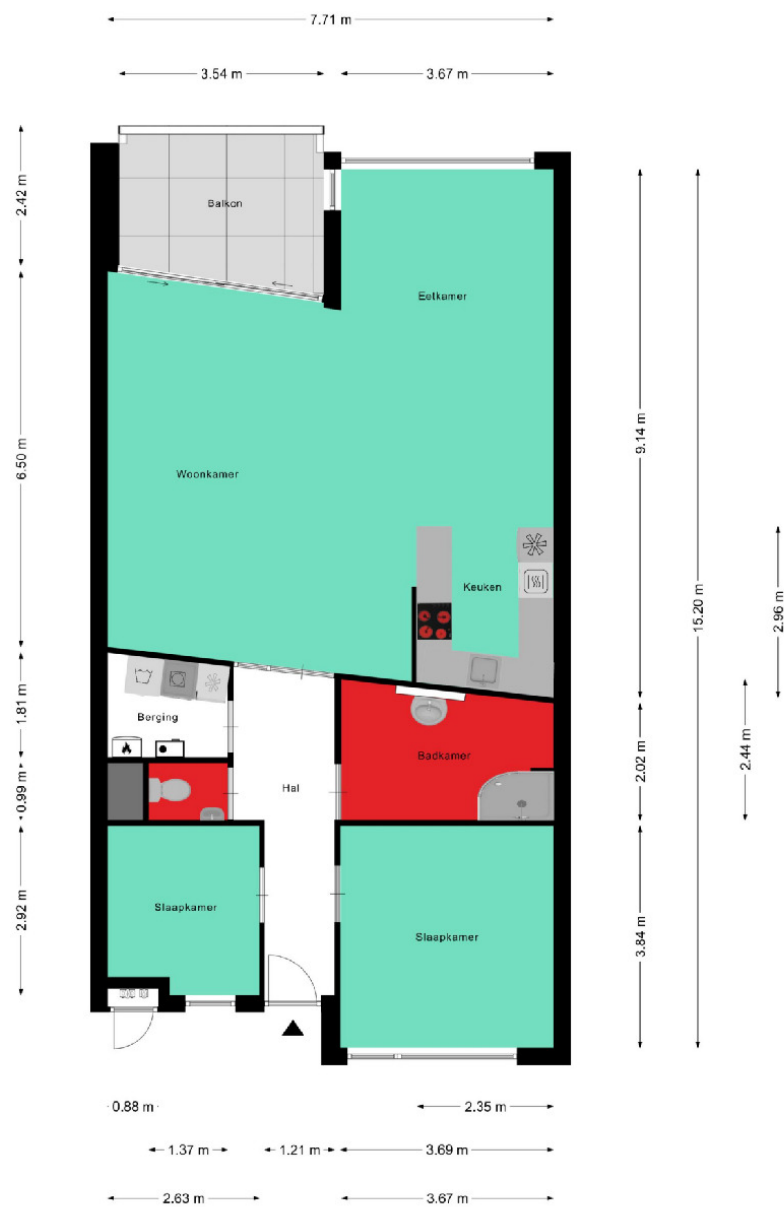 7.71 m
3.54 m
3.67 m
2.42 m
Balkon
Eetkamer
9.14 m
6.50 m
Woonkamer
Keuken
2.96 m
15.20 m
1.81 m
Berging
Badkamer
2.02 m
2.44 m
0.99 m
Hal
2.92 m
Slaapkamer
Slaapkamer
3.84 m
0.88 m
2.35 m
1.37 m
1.21 m
3.69 m
2.63 m
3.67 m